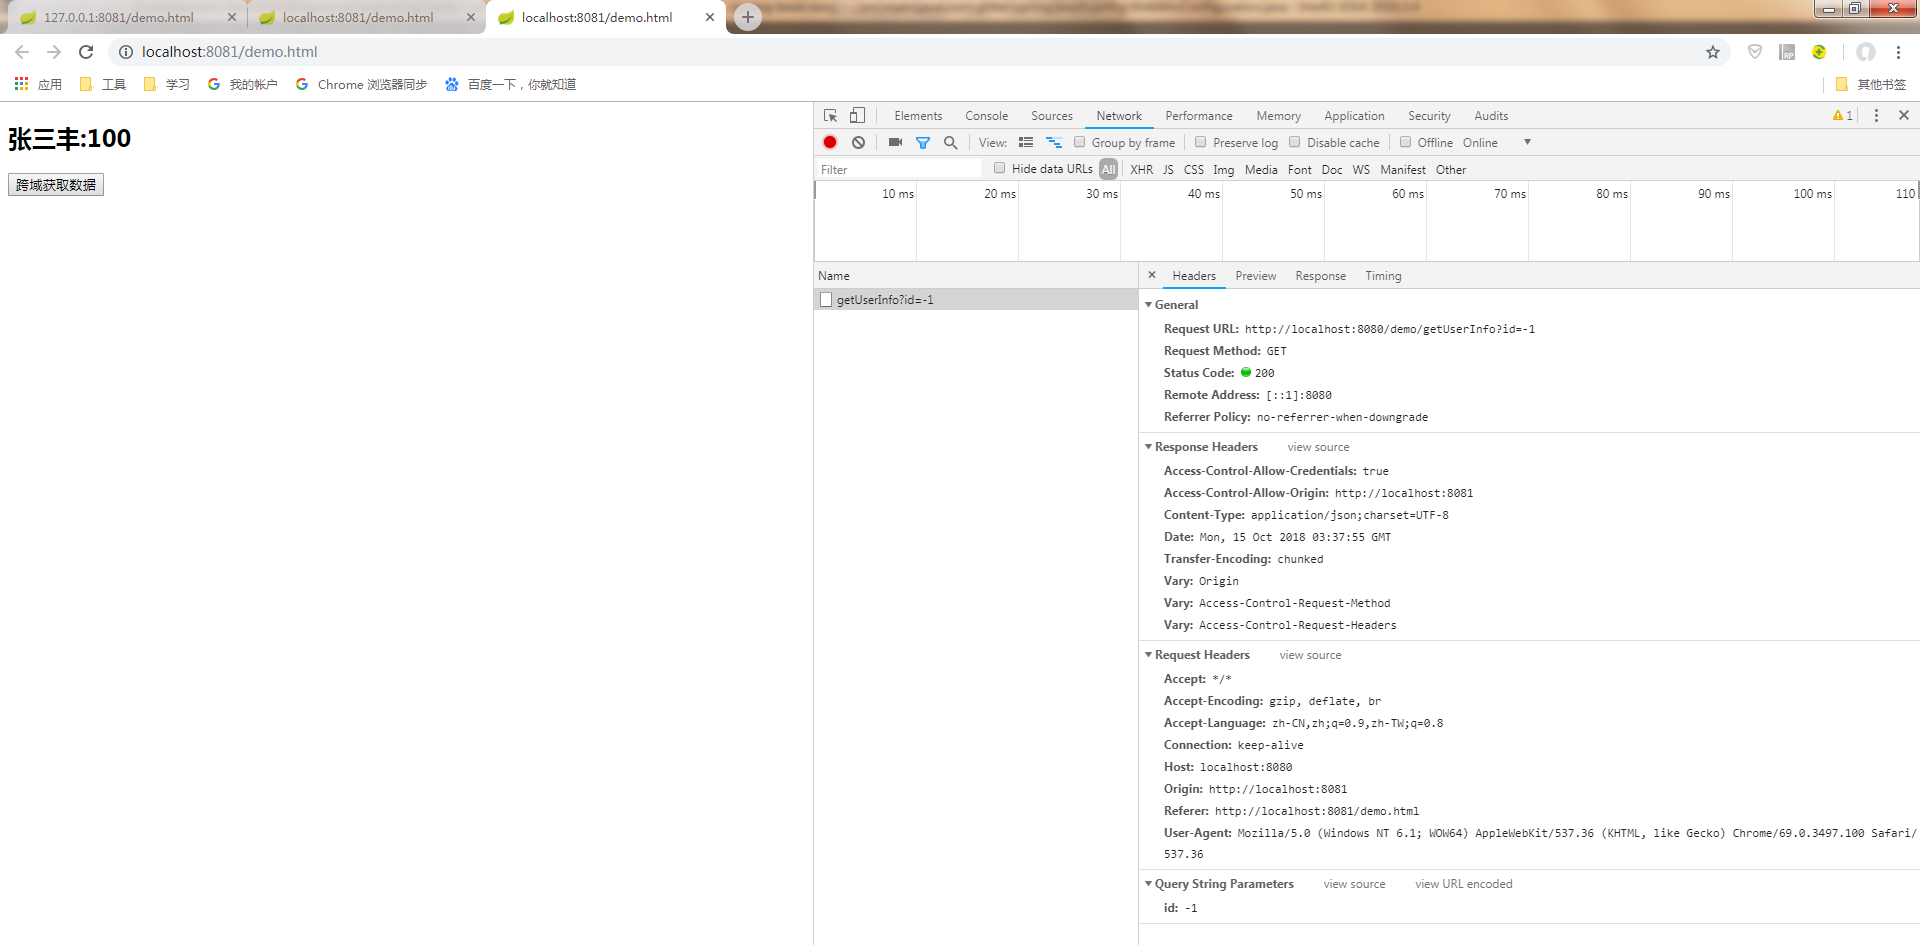 127.0.0.1:8081/demo.html localhost:8081/demo.html localhost:8081/demo.html
localhost:8081/demo.html
应用 工具 学习 我的帐户 Chrome 浏览器同步 百度一下，你就知道 其他书签
张三丰:100
跨域获取数据
Elements Console Sources Network Performance Memory Application Security Audits 1
View: Group by frame Preserve log Disable cache Offline Online
Filter Hide data URLs All XHR JS CSS Img Media Font Doc WS Manifest Other
10 ms 20 ms 30 ms 40 ms 50 ms 60 ms 70 ms 80 ms 90 ms 100 ms 110
Name
getUserInfo?id=-1
Headers Preview Response Timing
General
Request URL: http://localhost:8080/demo/getUserInfo?id=-1
Request Method: GET
Status Code: 200
Remote Address: [::1]:8080
Referrer Policy: no-referrer-when-downgrade
Response Headers view source
Access-Control-Allow-Credentials: true
Access-Control-Allow-Origin: http://localhost:8081
Content-Type: application/json;charset=UTF-8
Date: Mon, 15 Oct 2018 03:37:55 GMT
Transfer-Encoding: chunked
Vary: Origin
Vary: Access-Control-Request-Method
Vary: Access-Control-Request-Headers
Request Headers view source
Accept: */*
Accept-Encoding: gzip, deflate, br
Accept-Language: zh-CN,zh;q=0.9,zh-TW;q=0.8
Connection: keep-alive
Host: localhost:8080
Origin: http://localhost:8081
Referer: http://localhost:8081/demo.html
User-Agent: Mozilla/5.0 (Windows NT 6.1; WOW64) AppleWebKit/537.36 (KHTML, like Gecko) Chrome/69.0.3497.100 Safari/
537.36
Query String Parameters view source view URL encoded
id: -1